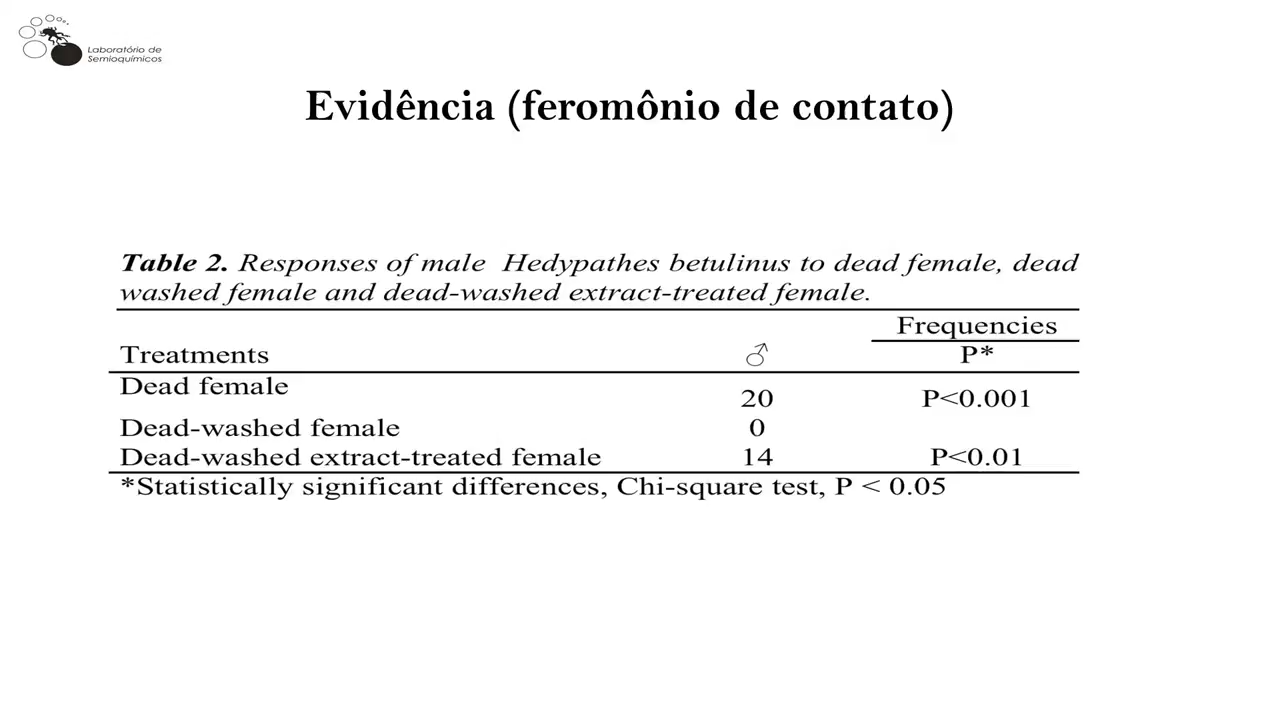 Laboratório de
Semioquímicos
Evidência (feromônio de contato)
Table 2. Responses of male Hedypathes betulinus to dead female, dead
washed female and dead-washed extract-treated female.
Frequencies
Treatments ♂ P*
Dead female
20 P<0.001
Dead-washed female 0
Dead-washed extract-treated female 14 P<0.01
*Statistically significant differences, Chi-square test, P < 0.05